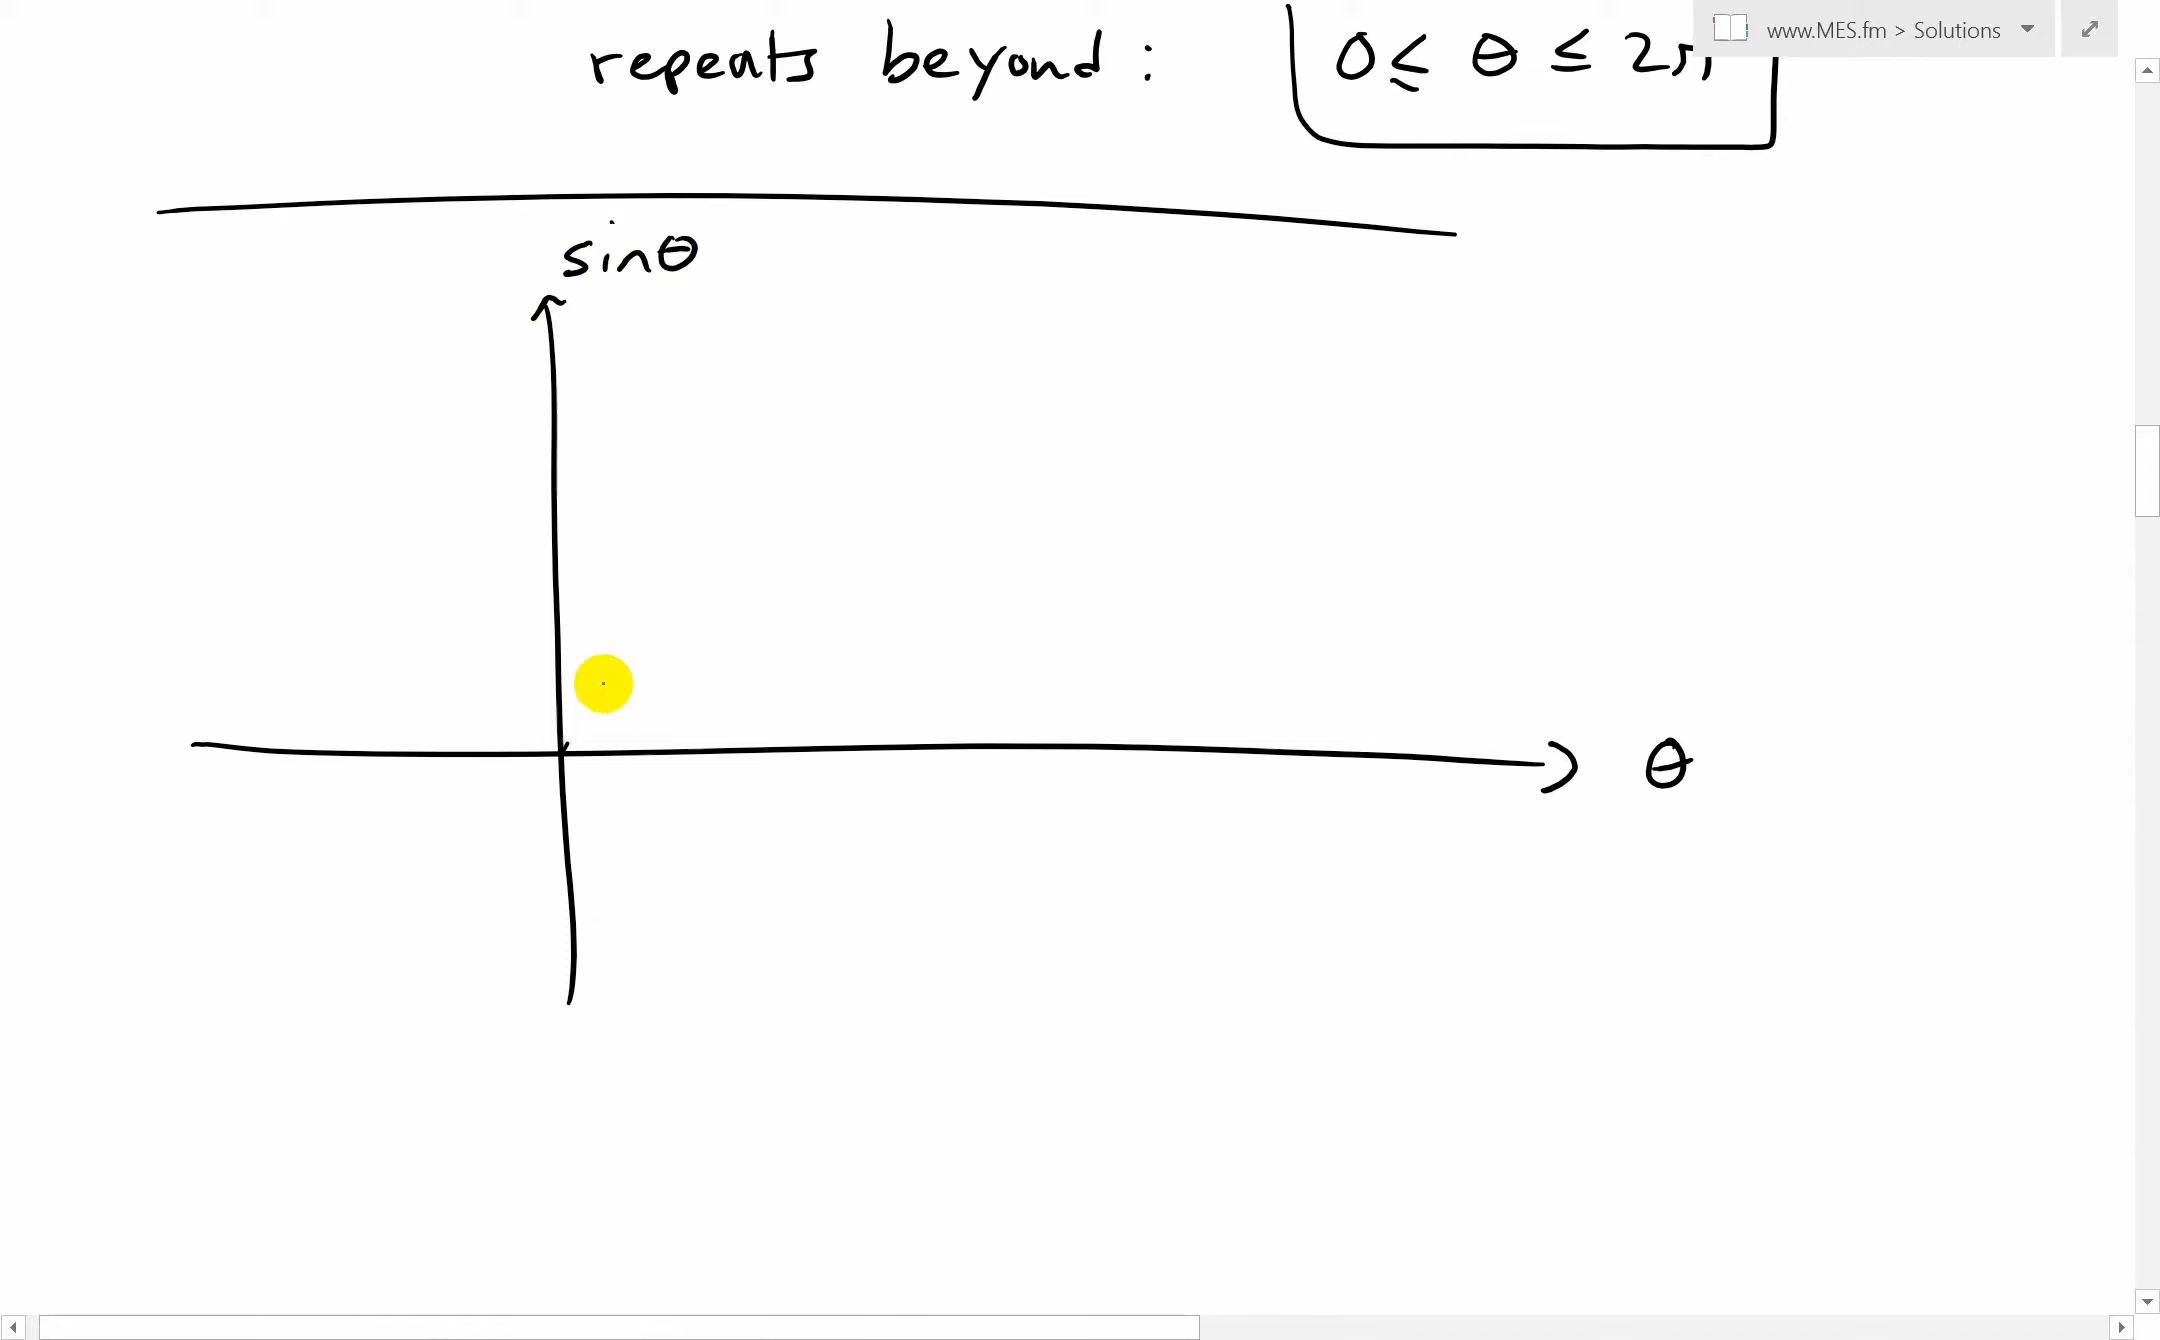 repeats beyond: 0 ≤ θ ≤ 2π
www.MES.fm > Solutions
sinθ
θ